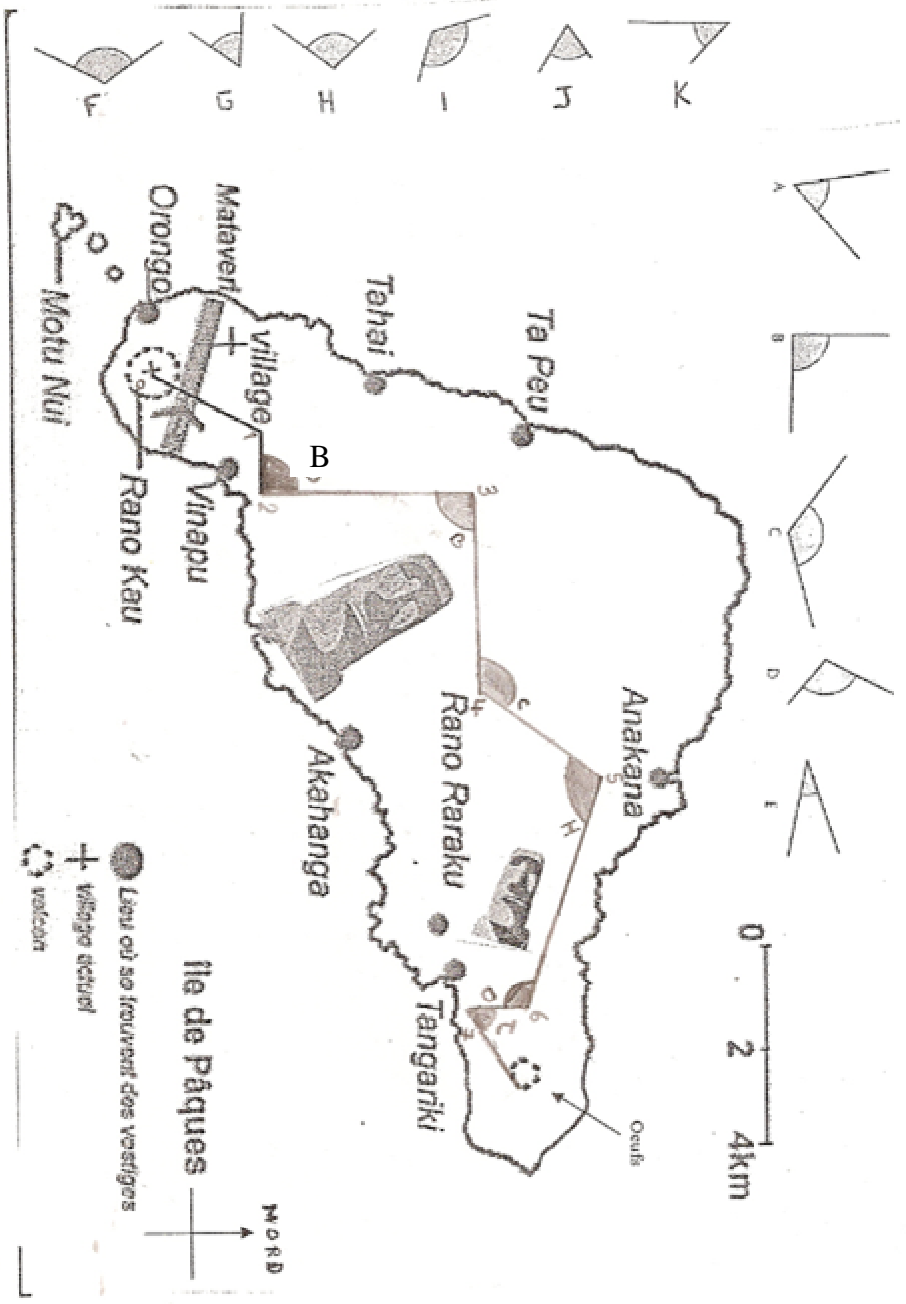 F G H I J K
A
B
C
D
E
Ta Peu
Tahai
Mataveri
Orongo
Motu Nui
village
Rano Kau
Vinapu
B
1
2
3
4
C
5
H
6
Anakana
Rano Raraku
Akahanga
Tangariki
Oeufs
0 2 4km
île de Pâques
NORD
Lieu où se trouvent des vestiges
village actuel
volcan